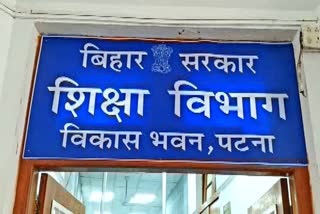 बिहार सरकार
शिक्षा विभाग
विकास भवन, पटना